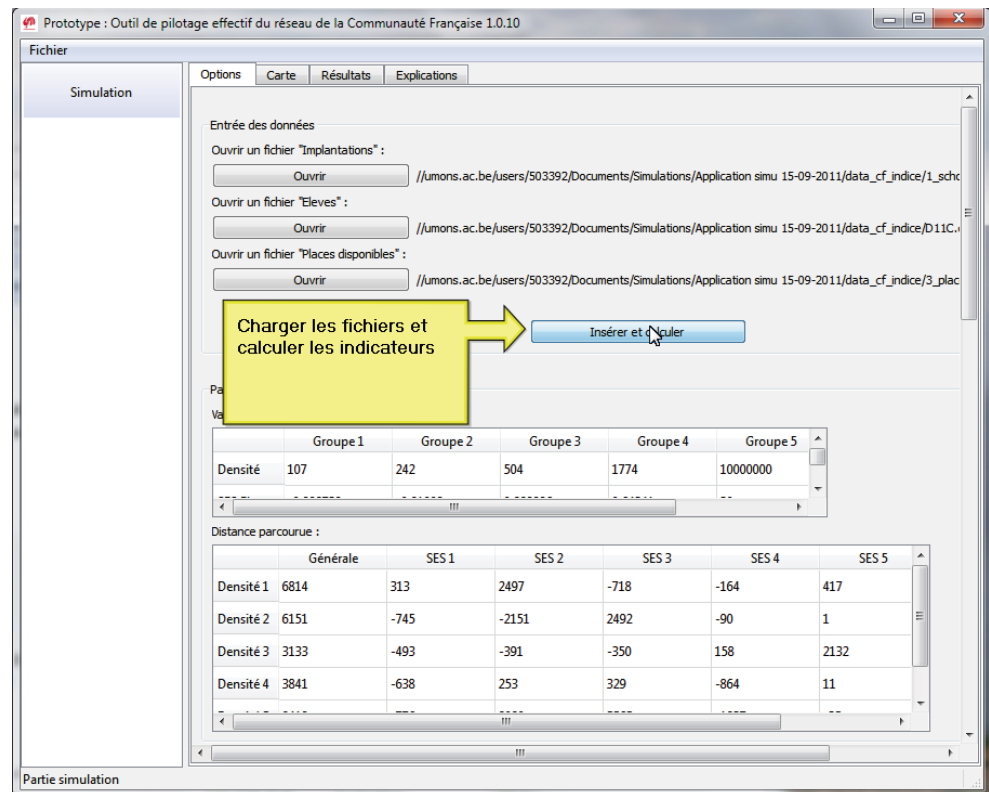 Prototype : Outil de pilotage effectif du réseau de la Communauté Française 1.0.10
Fichier
Simulation
Options Carte Résultats Explications
Entrée des données
Ouvrir un fichier "Implantations" :
Ouvrir //umons.ac.be/users/503392/Documents/Simulations/Application simu 15-09-2011/data_cf_indice/1_scho
Ouvrir un fichier "Eleves" :
Ouvrir //umons.ac.be/users/503392/Documents/Simulations/Application simu 15-09-2011/data_cf_indice/D11C.
Ouvrir un fichier "Places disponibles" :
Ouvrir //umons.ac.be/users/503392/Documents/Simulations/Application simu 15-09-2011/data_cf_indice/3_plac
Charger les fichiers et
calculer les indicateurs
Insérer et calculer
Pa
Va
Groupe 1 Groupe 2 Groupe 3 Groupe 4 Groupe 5
Densité 107 242 504 1774 10000000
Distance parcourue :
Générale SES 1 SES 2 SES 3 SES 4 SES 5
Densité 1 6814 313 2497 -718 -164 417
Densité 2 6151 -745 -2151 2492 -90 1
Densité 3 3133 -493 -391 -350 158 2132
Densité 4 3841 -638 253 329 -864 11
Partie simulation